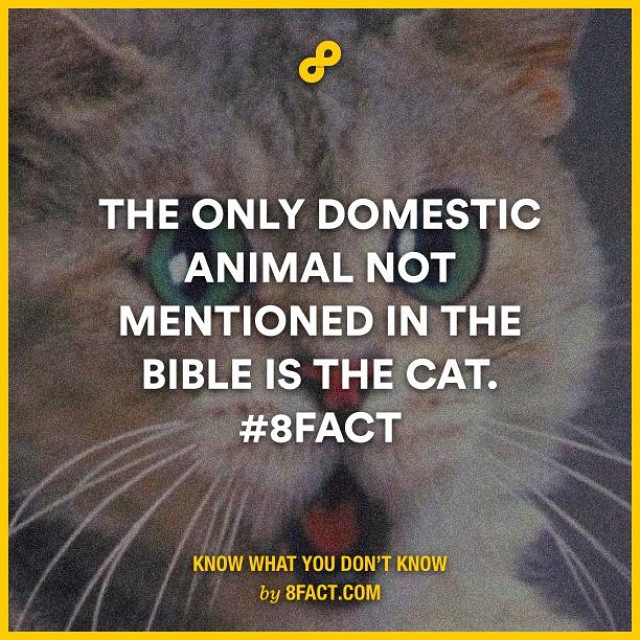 THE ONLY DOMESTIC
ANIMAL NOT
MENTIONED IN THE
BIBLE IS THE CAT.
#8FACT
KNOW WHAT YOU DON'T KNOW
by 8FACT.COM